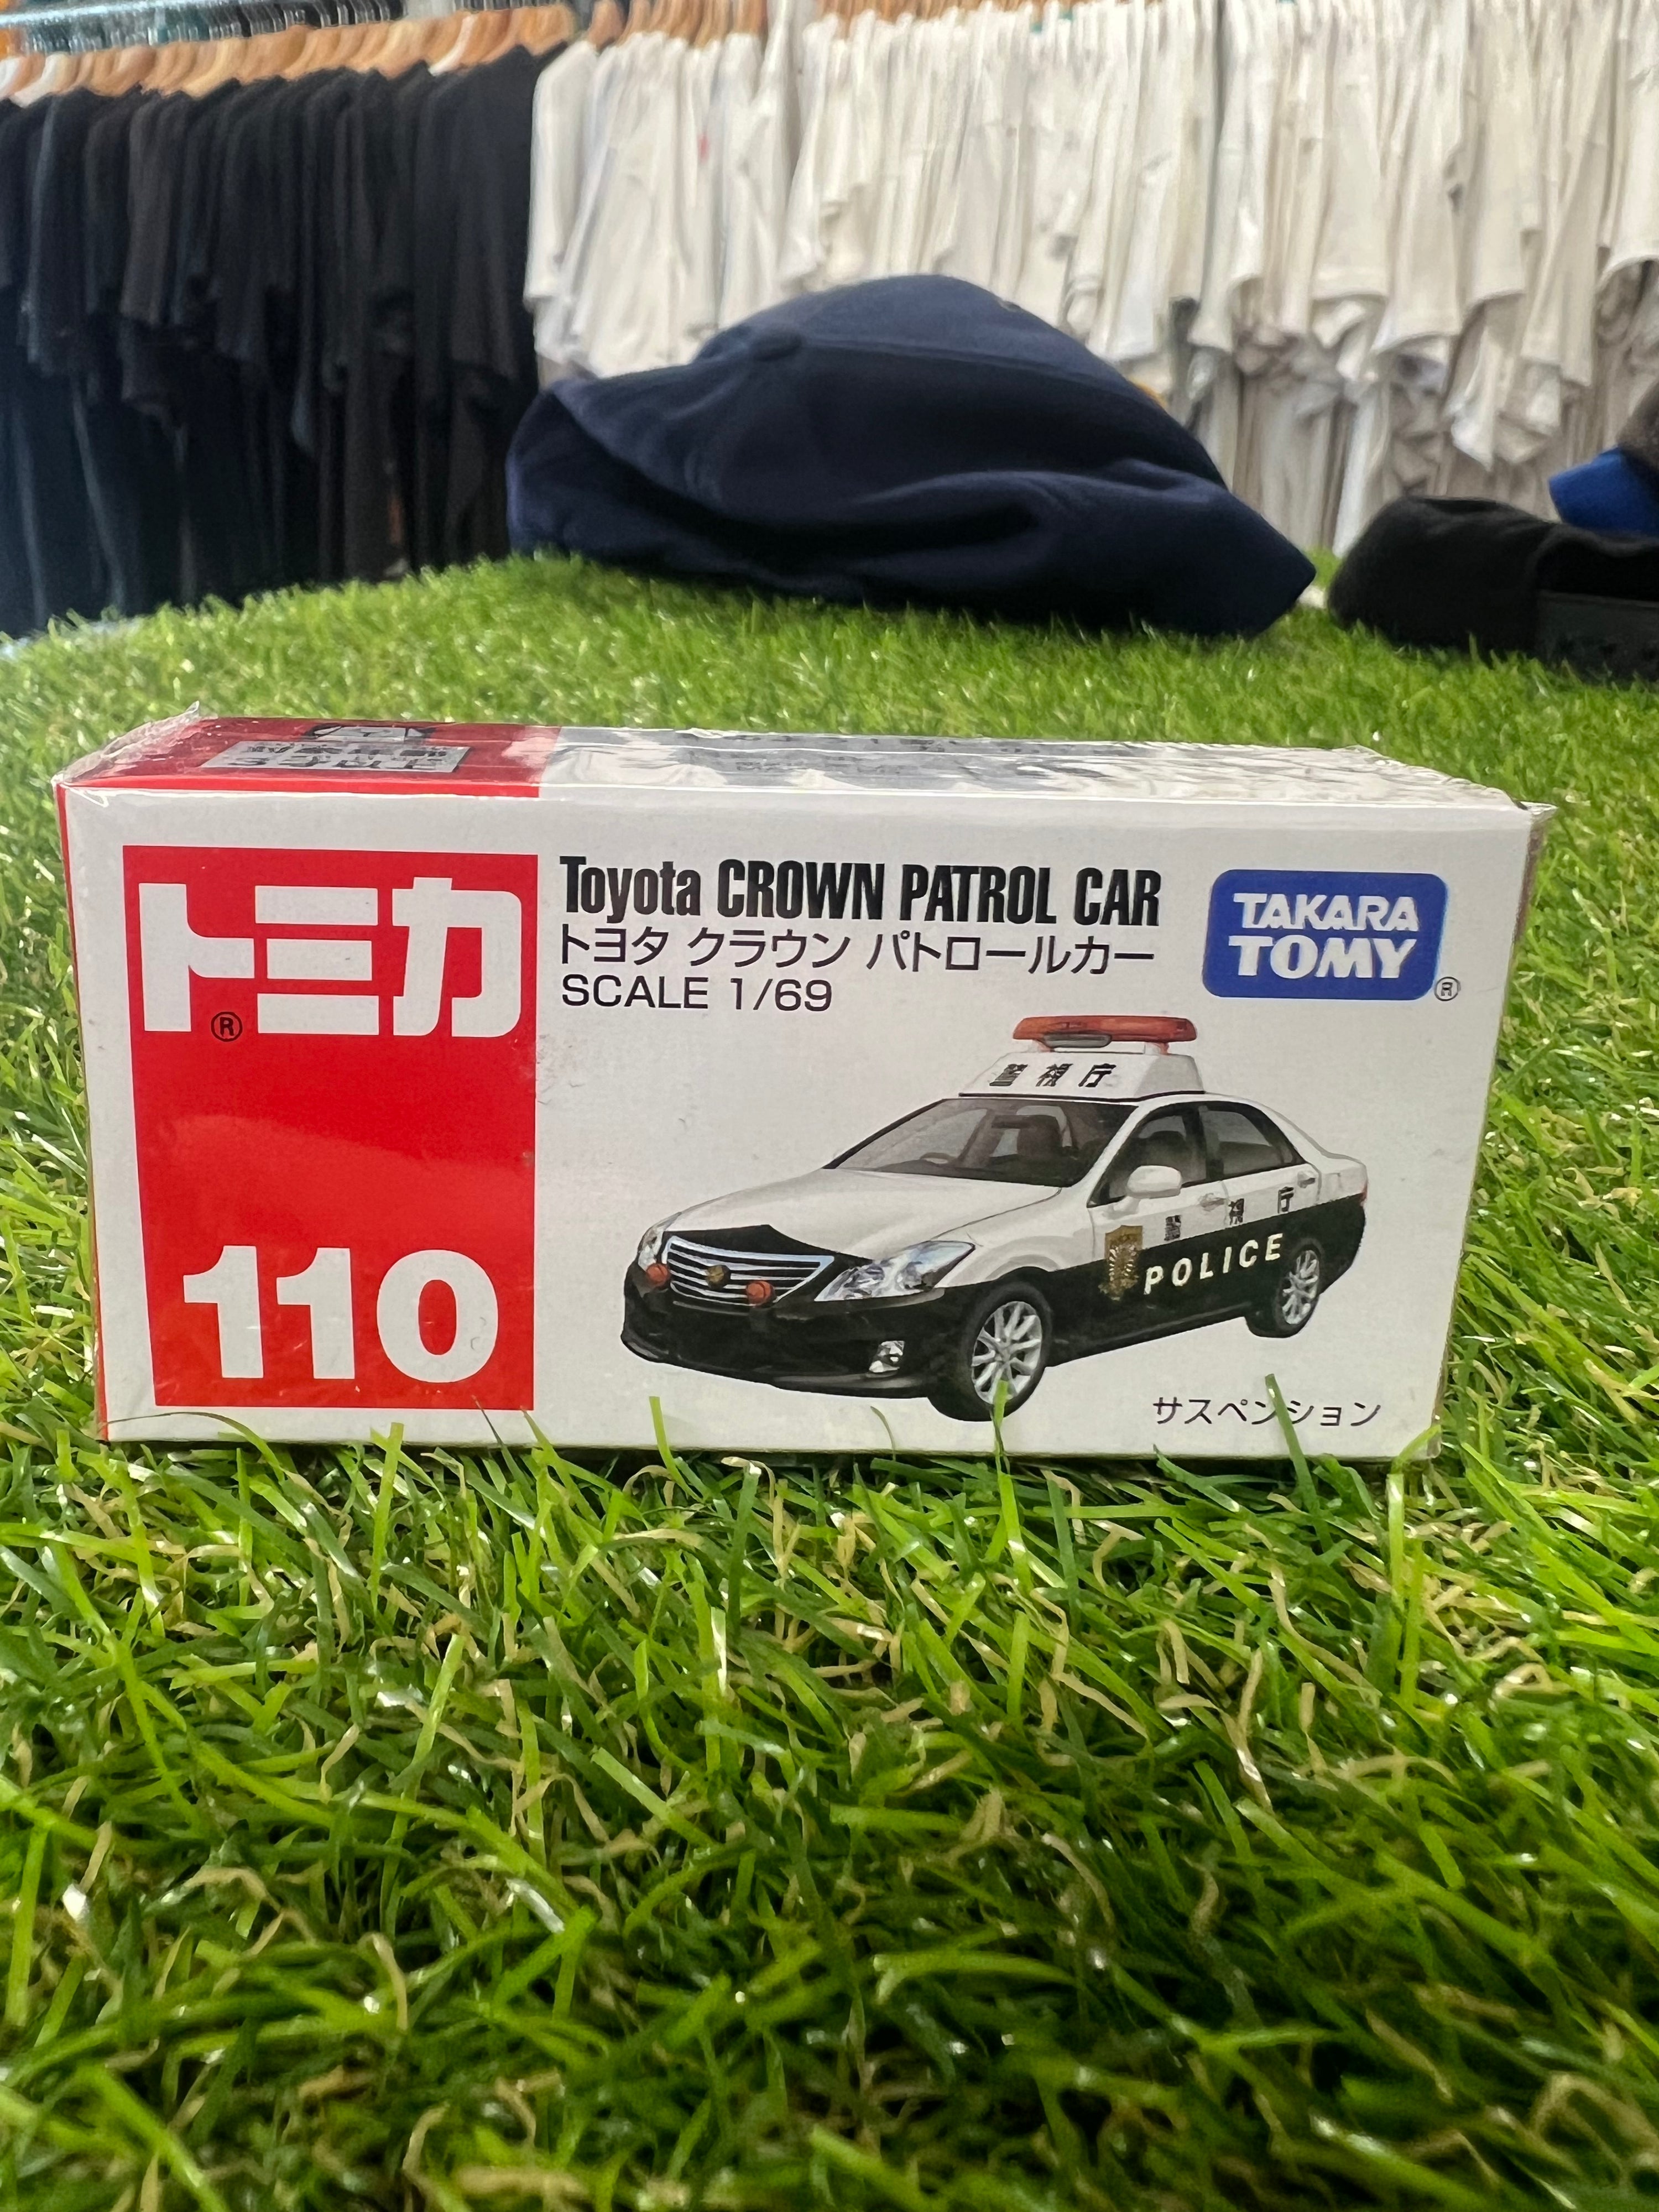 トミカ
®
110
Toyota CROWN PATROL CAR
トヨタ クラウン パトロールカー
SCALE 1/69
TAKARA
TOMY
®
警視庁
警視庁
POLICE
サスペンション